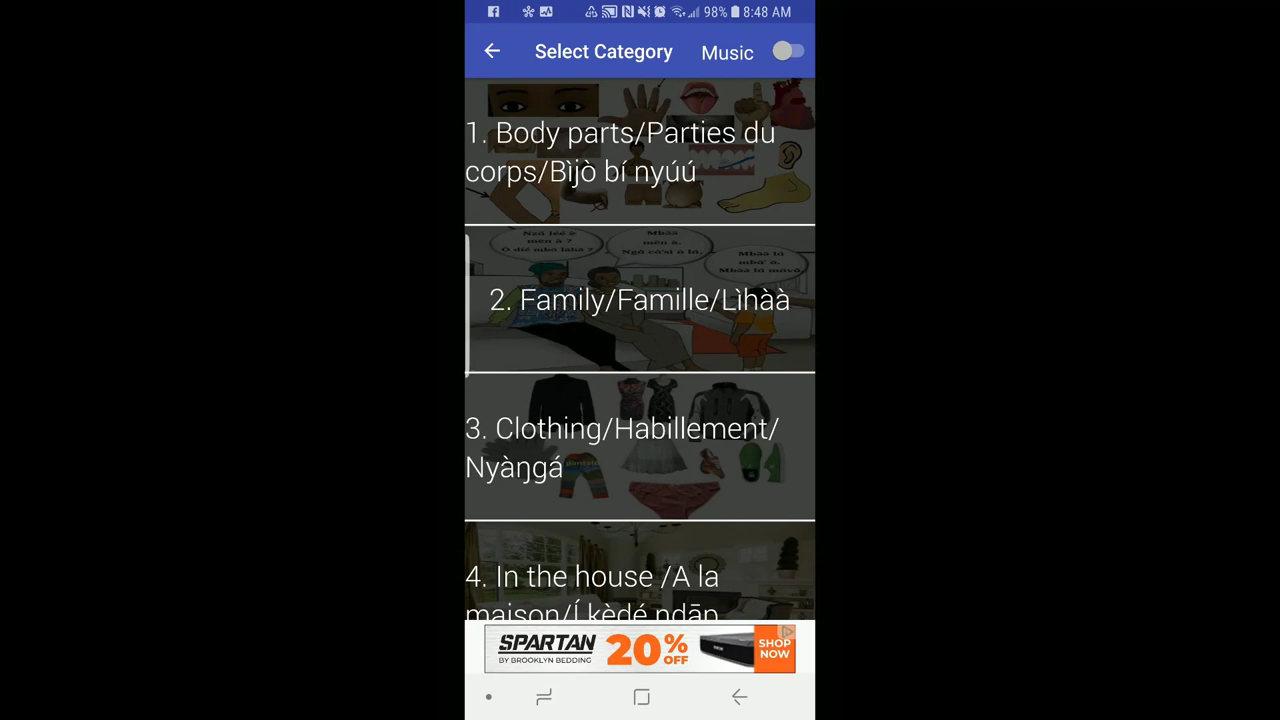 98% 8:48 AM
Select Category Music
1. Body parts/Parties du
corps/Bìjò bí nyúú
2. Family/Famille/Lìhàà
3. Clothing/Habillement/
Nyàŋgá
4. In the house /A la
maison/Í kèdé ndāp
SPARTAN
BY BROOKLYN BEDDING
20% OFF
SHOP
NOW